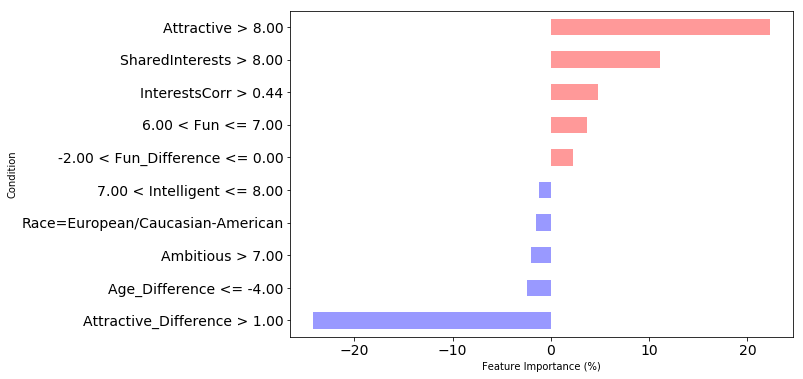 Attractive > 8.00
SharedInterests > 8.00
InterestsCorr > 0.44
6.00 < Fun <= 7.00
-2.00 < Fun_Difference <= 0.00
7.00 < Intelligent <= 8.00
Race=European/Caucasian-American
Ambitious > 7.00
Age_Difference <= -4.00
Attractive_Difference > 1.00
Condition
−20 −10 0 10 20
Feature Importance (%)